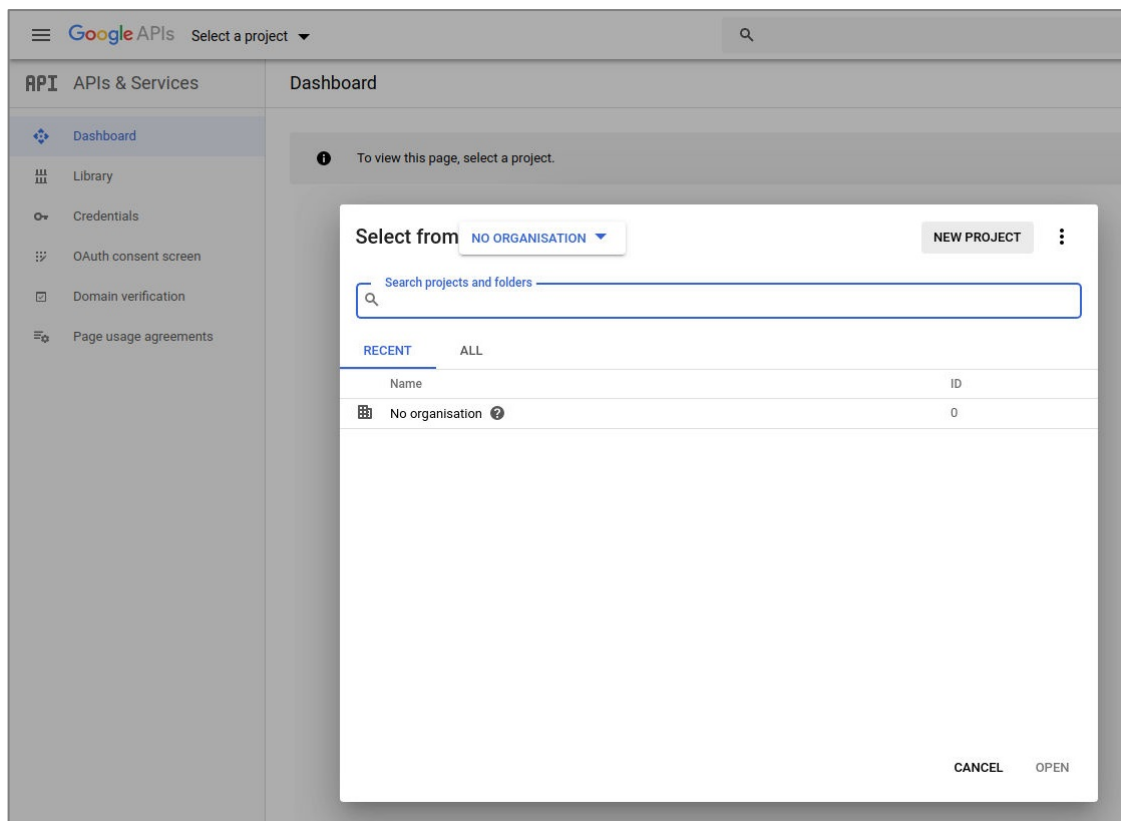 Google APIs Select a project
API APIs & Services
Dashboard
Dashboard
Library
Credentials
OAuth consent screen
Domain verification
Page usage agreements
To view this page, select a project.
Select from NO ORGANISATION NEW PROJECT
Search projects and folders
RECENT ALL
Name ID
No organisation 0
CANCEL OPEN